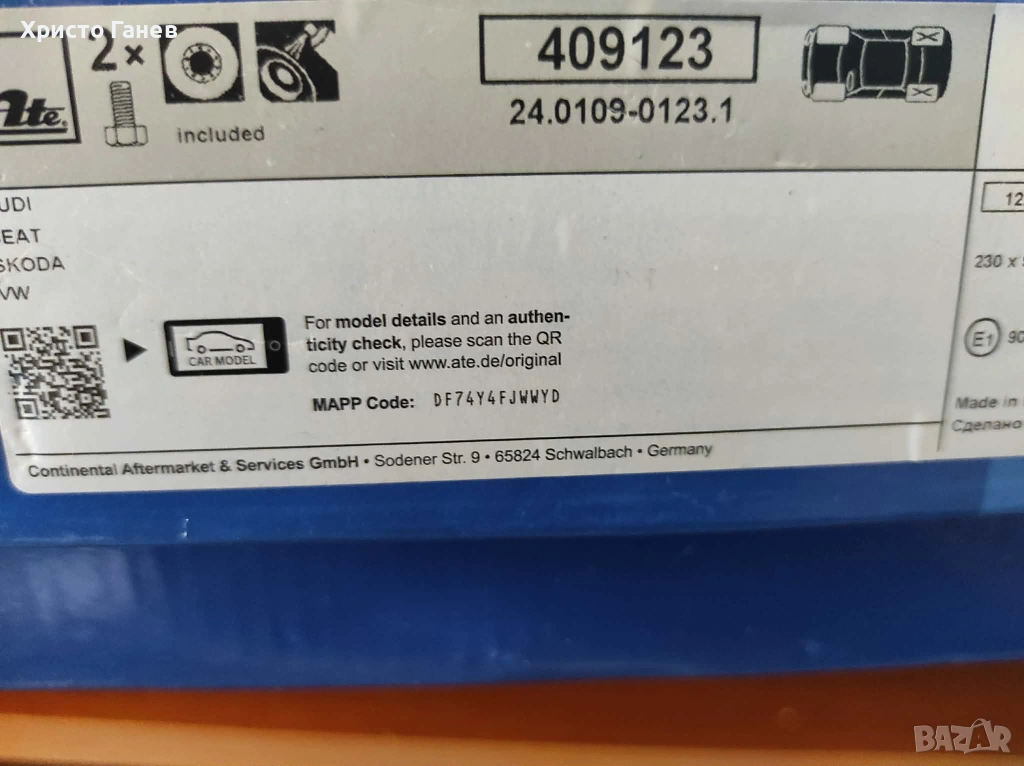 Христо Ганев
Ate
2x
included
409123
24.0109-0123.1
UDI
EAT
SKODA
VW
12
230 x
E1 90
CAR MODEL
For model details and an authen-
ticity check, please scan the QR
code or visit www.ate.de/original
MAPP Code: DF74Y4FJWWYD
Made in
Сделано
Continental Aftermarket & Services GmbH • Sodener Str. 9 • 65824 Schwalbach • Germany
BAZAR